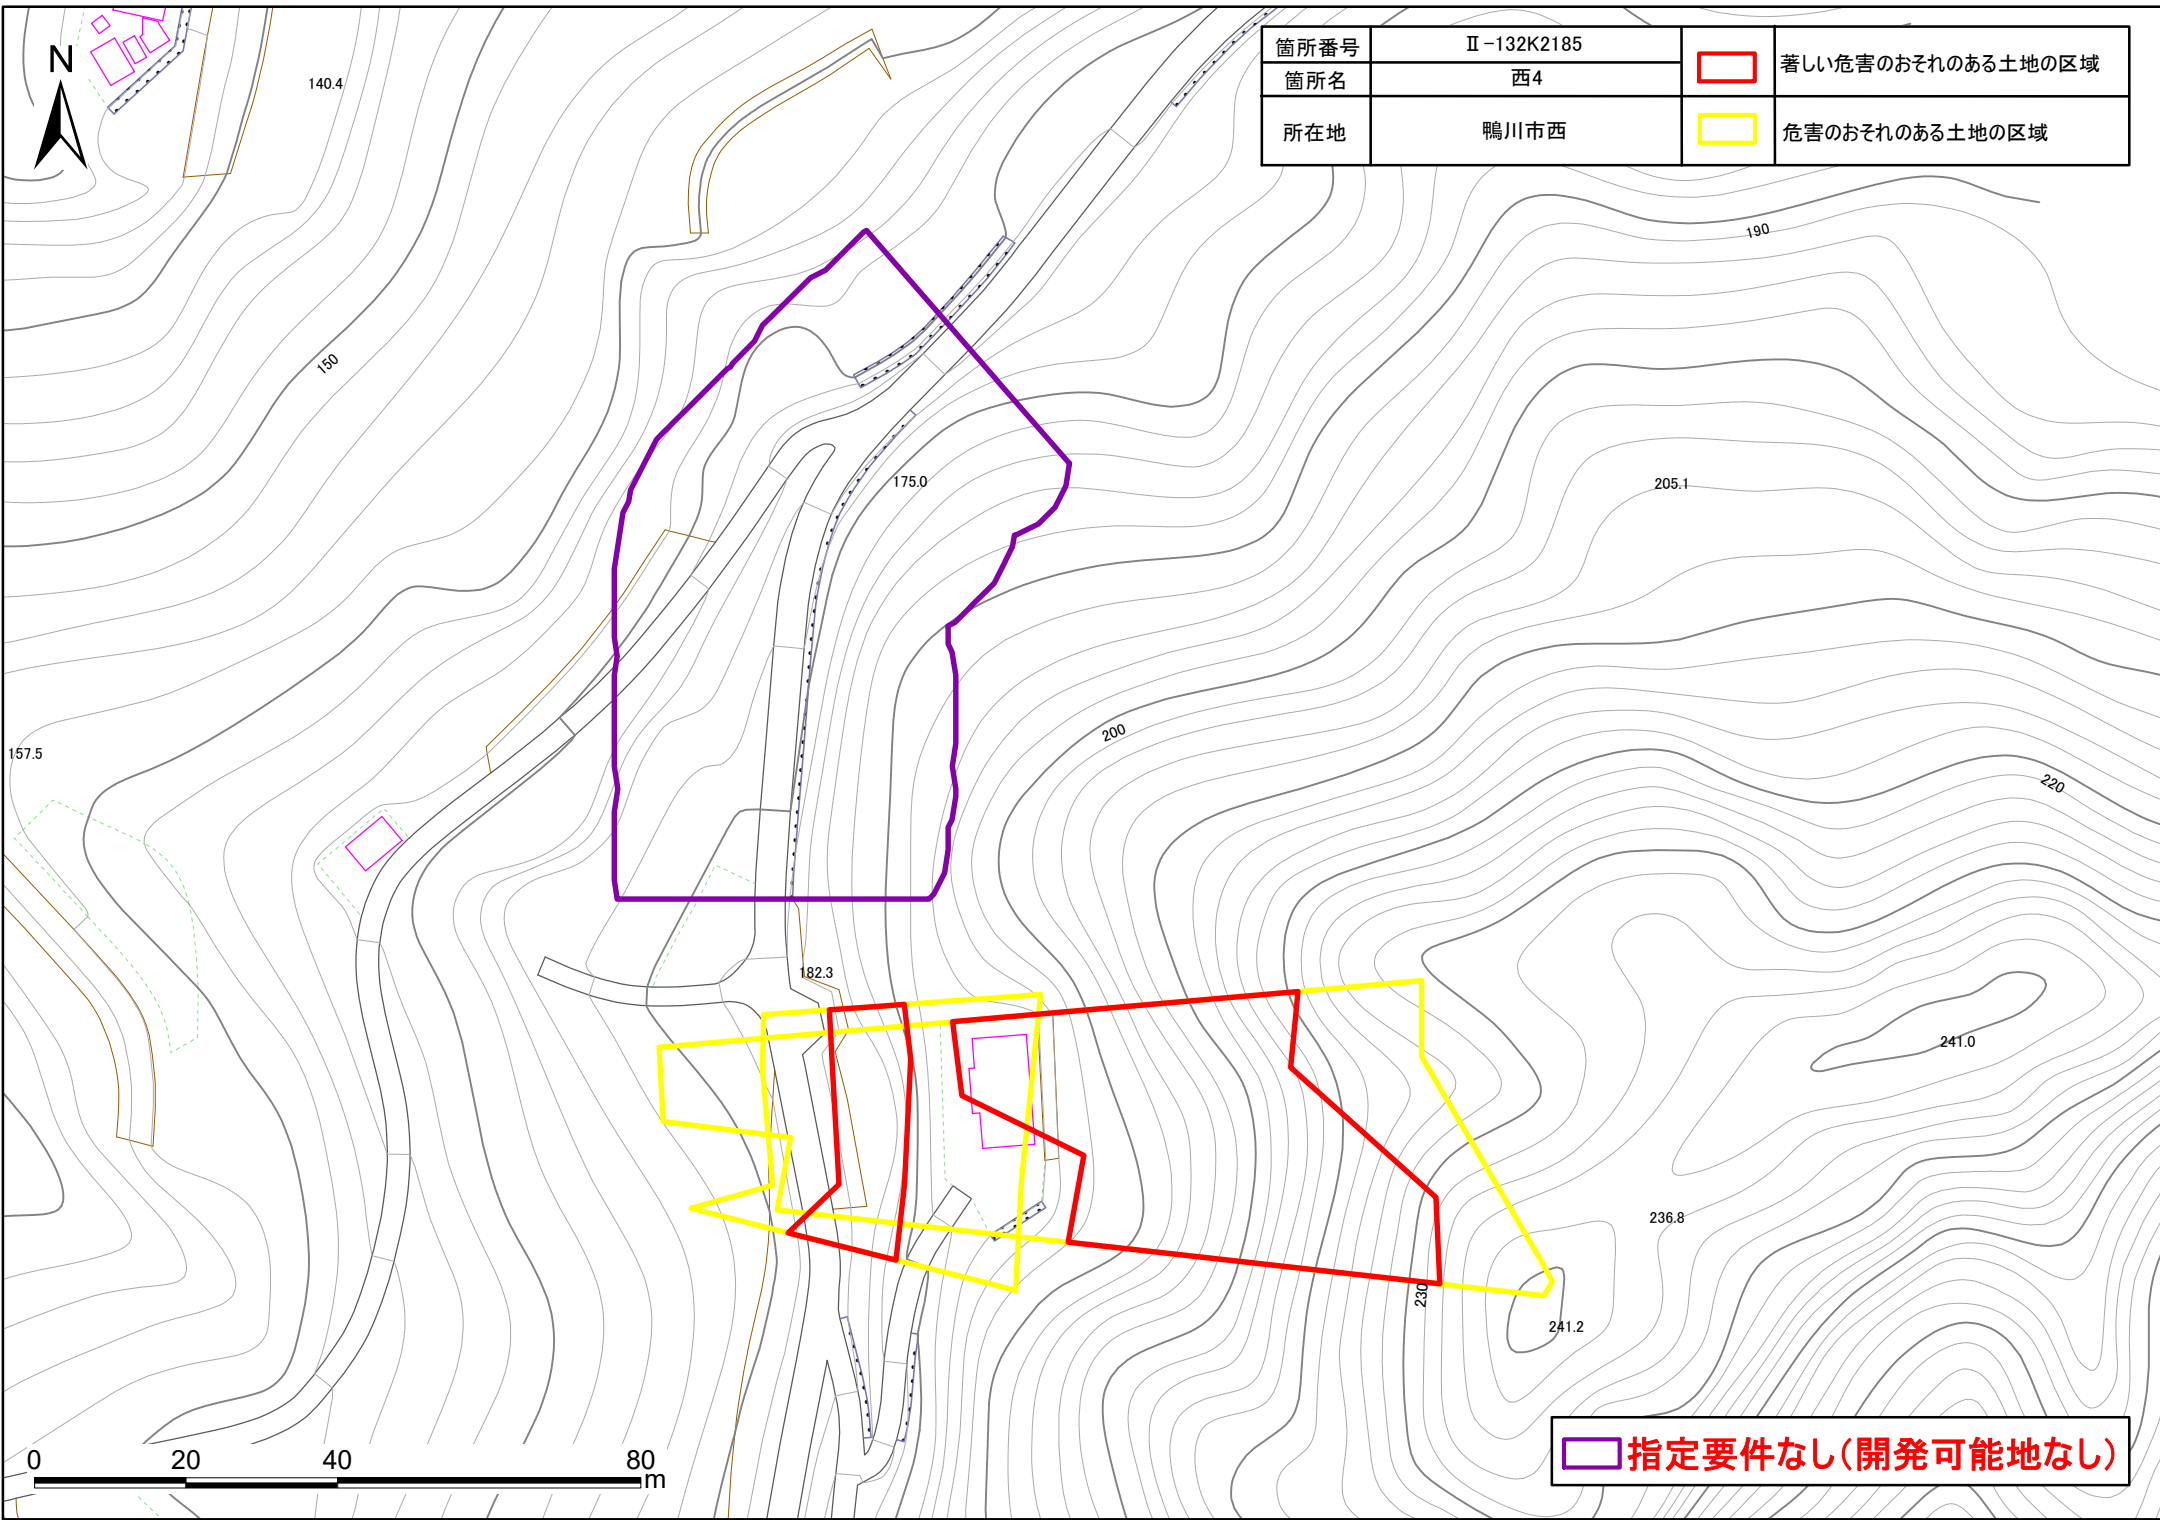 N
箇所番号 Ⅱ-132K2185 著しい危害のおそれのある土地の区域
箇所名 西4
所在地 鴨川市西 危害のおそれのある土地の区域
140.4
190
150
175.0
205.1
200
157.5
220
182.3
241.0
236.8
230
241.2
指定要件なし(開発可能地なし)
0 20 40 80
m